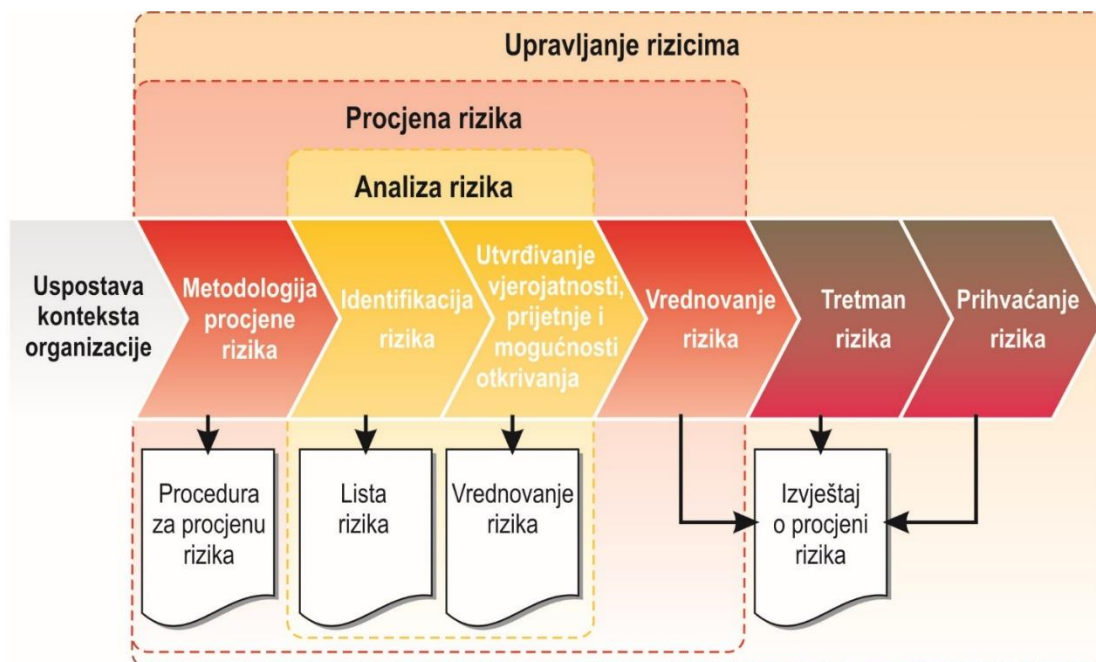 Upravljanje rizicima
Procjena rizika
Analiza rizika
Uspostava
konteksta
organizacije
Metodologija
procjene
rizika
Identifikacija
rizika
Utvrđivanje
vjerojatnosti,
prijetnje i
mogućnosti
otkrivanja
Vrednovanje
rizika
Tretman
rizika
Prihvaćanje
rizika
Procedura
za procjenu
rizika
Lista
rizika
Vrednovanje
rizika
Izvještaj
o procjeni
rizika